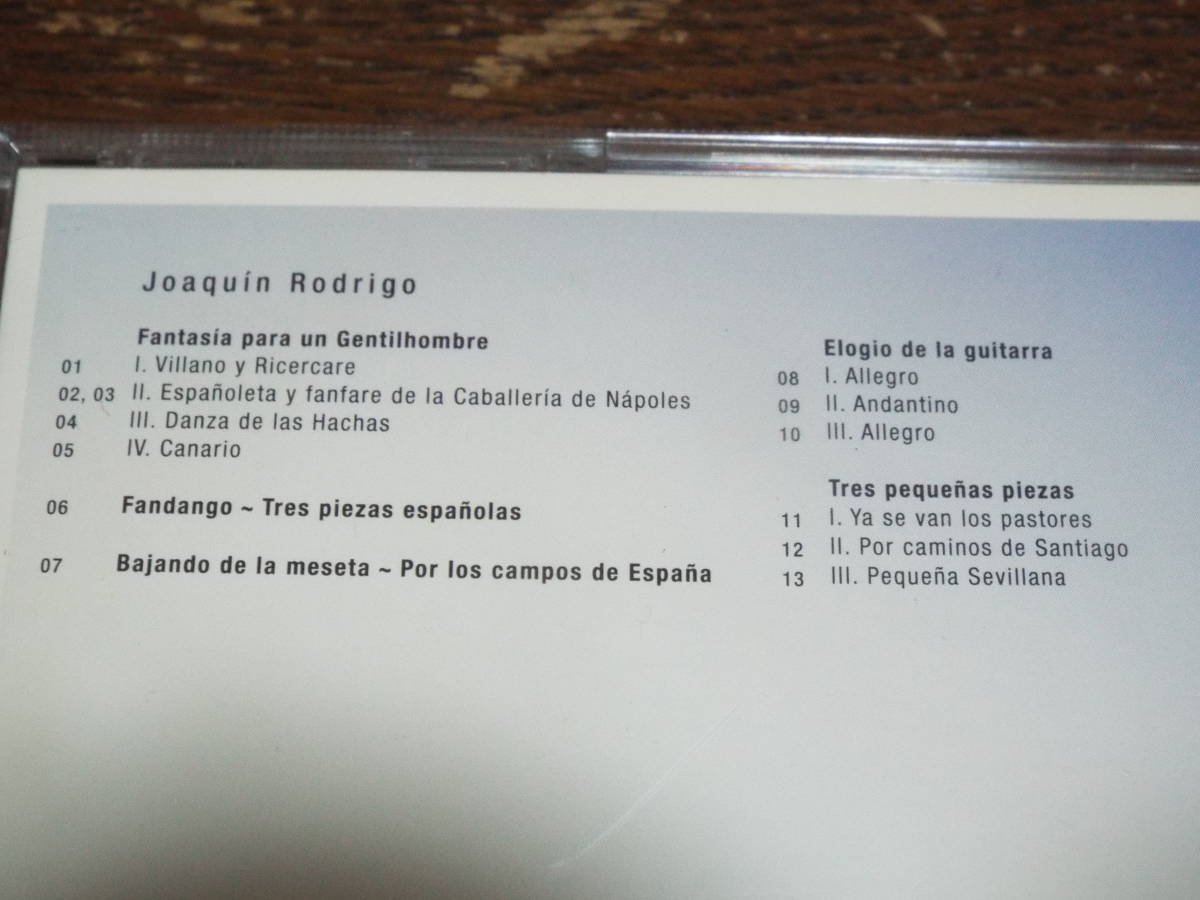 Joaquín Rodrigo
Fantasía para un Gentilhombre
01 I. Villano y Ricercare
02, 03 II. Españoleta y fanfare de la Caballería de Nápoles
04 III. Danza de las Hachas
05 IV. Canario
06 Fandango ~ Tres piezas españolas
07 Bajando de la meseta ~ Por los campos de España
Elogio de la guitarra
08 I. Allegro
09 II. Andantino
10 III. Allegro
Tres pequeñas piezas
11 I. Ya se van los pastores
12 II. Por caminos de Santiago
13 III. Pequeña Sevillana